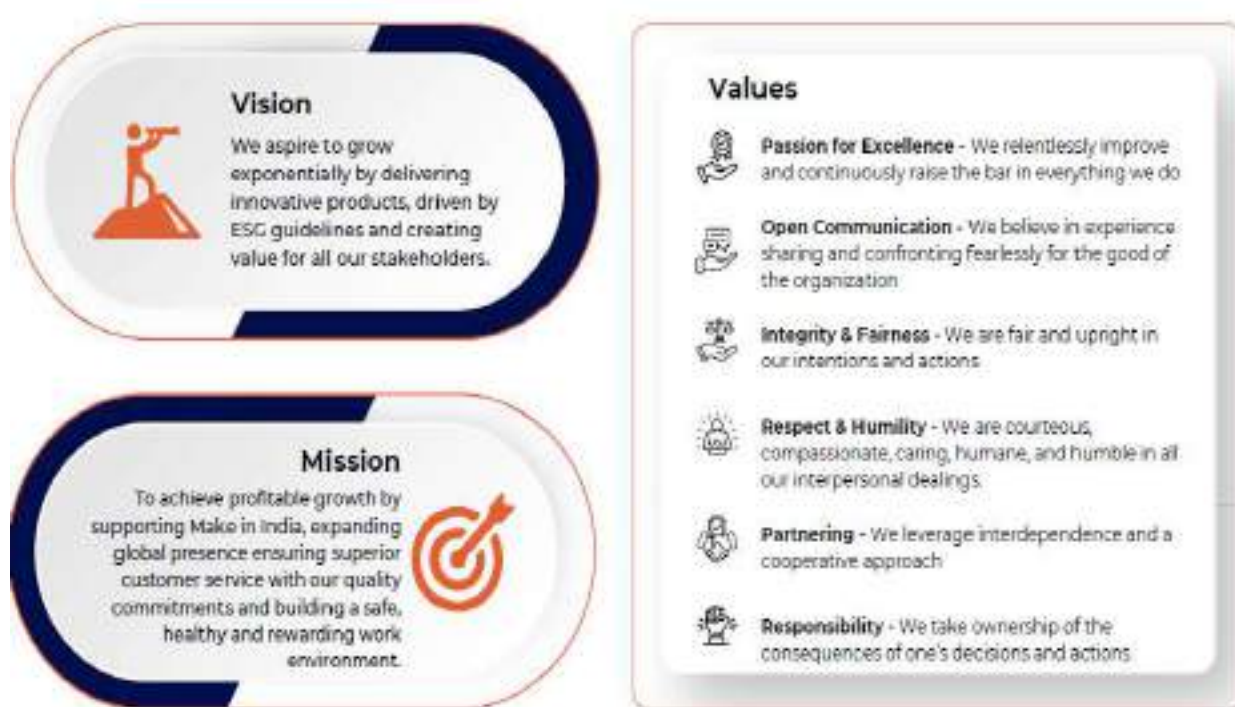 Vision
We aspire to grow
exponentially by delivering
innovative products, driven by
ESG guidelines and creating
value for all our stakeholders.
Mission
To achieve profitable growth by
supporting Make in India, expanding
global presence ensuring superior
customer service with our quality
commitments and building a safe,
healthy and rewarding work
environment.
Values
Passion for Excellence - We relentlessly improve
and continuously raise the bar in everything we do
Open Communication - We believe in experience
sharing and confronting fearlessly for the good of
the organization
Integrity & Fairness - We are fair and upright in
our intentions and actions
Respect & Humility - We are courteous,
compassionate, caring, humane, and humble in all
our interpersonal dealings.
Partnering - We leverage interdependence and a
cooperative approach
Responsibility - We take ownership of the
consequences of one's decisions and actions